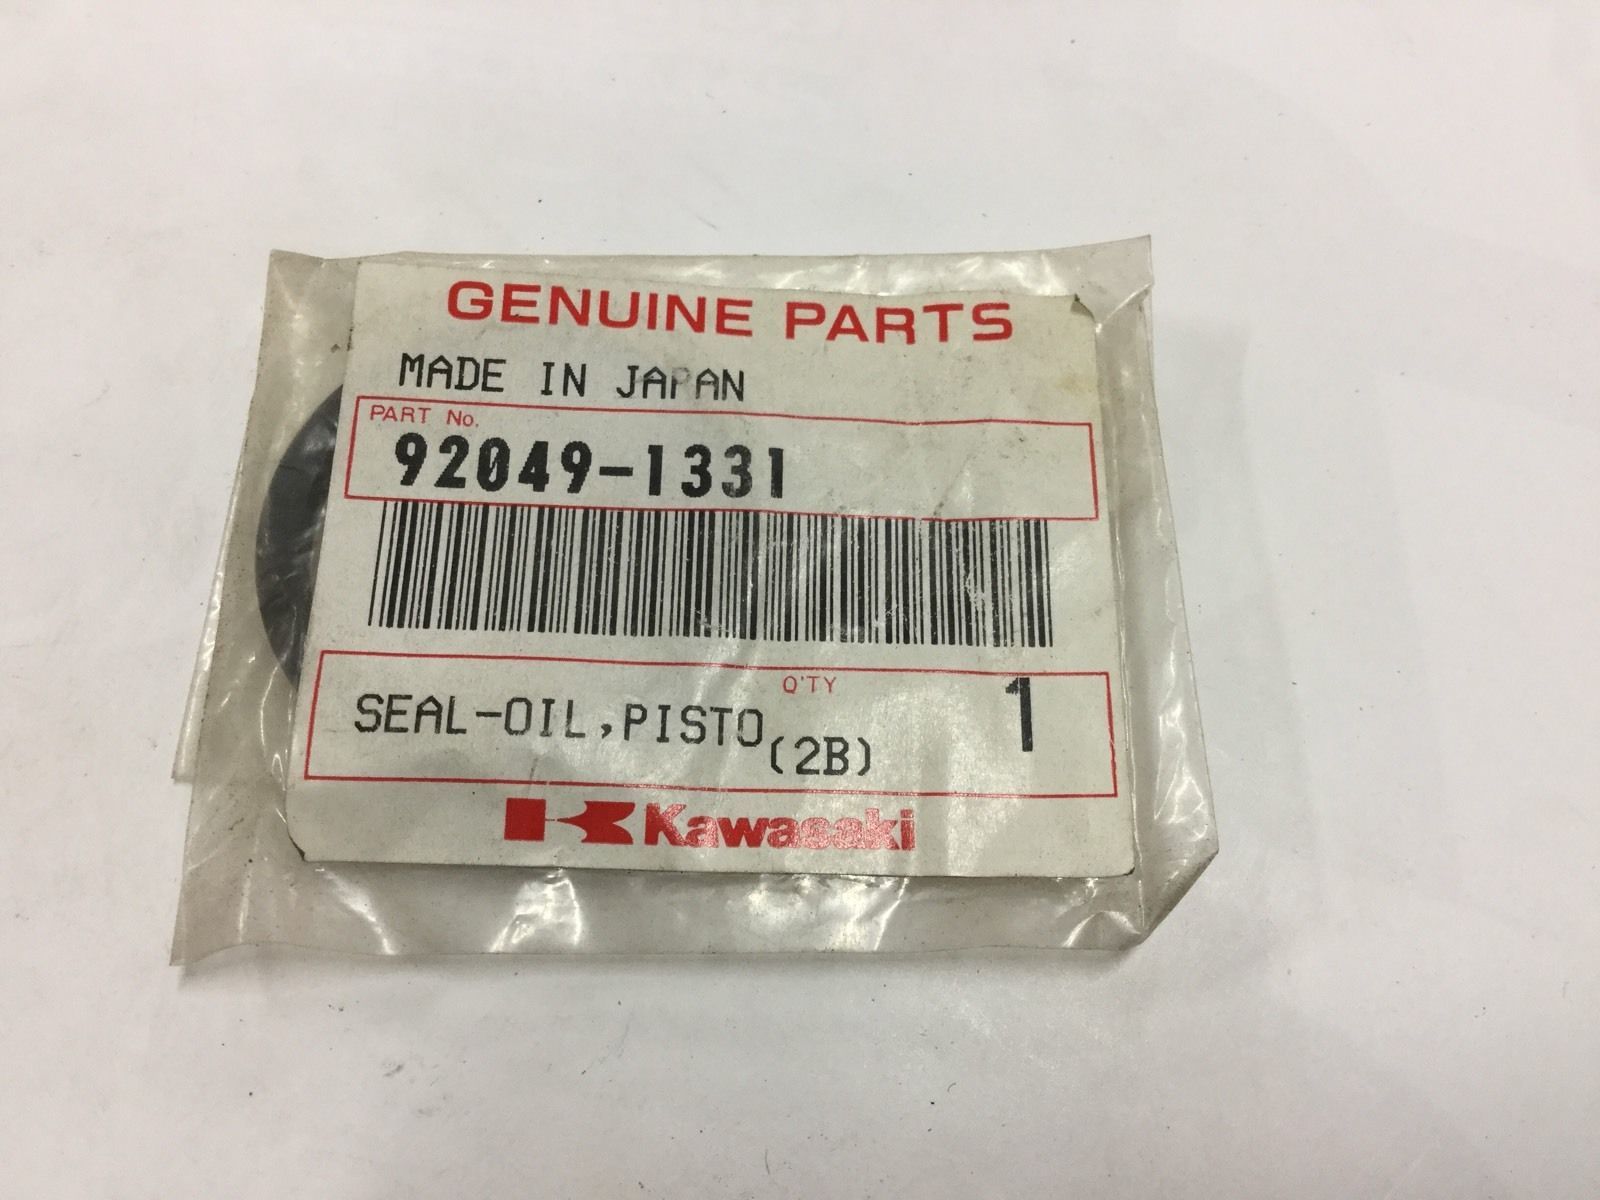 GENUINE PARTS
MADE IN JAPAN
PART No.
92049-1331
Q'TY
SEAL-OIL,PISTO(2B) 1
Kawasaki